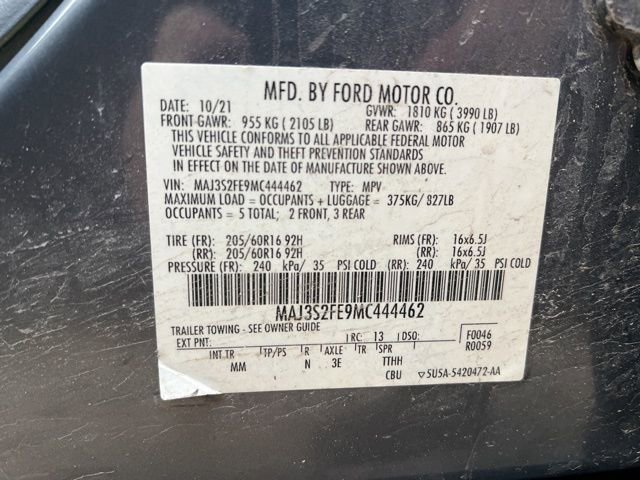 MFD. BY FORD MOTOR CO.
DATE: 10/21 GVWR: 1810 KG ( 3990 LB)
FRONT GAWR: 955 KG ( 2105 LB) REAR GAWR: 865 KG ( 1907 LB)
THIS VEHICLE CONFORMS TO ALL APPLICABLE FEDERAL MOTOR
VEHICLE SAFETY AND THEFT PREVENTION STANDARDS
IN EFFECT ON THE DATE OF MANUFACTURE SHOWN ABOVE.
VIN: MAJ3S2FE9MC444462 TYPE: MPV
MAXIMUM LOAD = OCCUPANTS + LUGGAGE = 375KG/ 827LB
OCCUPANTS = 5 TOTAL; 2 FRONT, 3 REAR
TIRE (FR): 205/60R16 92H RIMS (FR): 16x6.5J
(RR): 205/60R16 92H (RR): 16x6.5J
PRESSURE (FR): 240 kPa/ 35 PSI COLD (RR): 240 kPa/ 35 PSI COLD
MAJ3S2FE9MC444462
TRAILER TOWING - SEE OWNER GUIDE
EXT PNT: RC: 13 DSO: F0046
R0059
INT TR TP/PS R AXLE TR SPR
MM N 3E TTHH
CBU ▽5U5A-5420472-AA